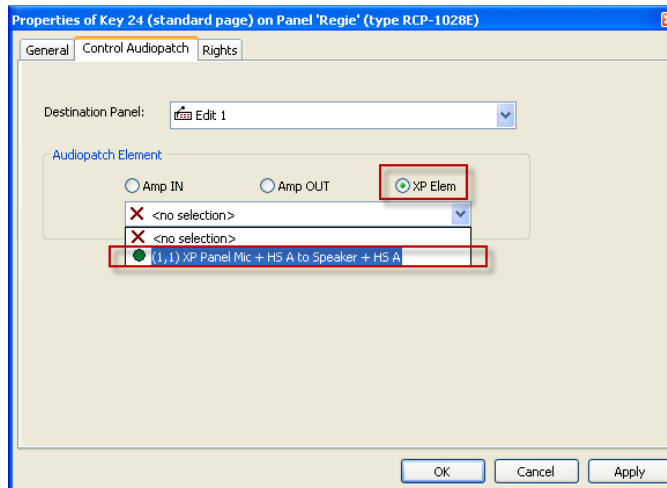 Properties of Key 24 (standard page) on Panel 'Regie' (type RCP-1028E)
General Control Audiopatch Rights
Destination Panel: Edit 1
Audiopatch Element
Amp IN Amp OUT XP Elem
<no selection>
<no selection>
(1,1) XP Panel Mic + HS A to Speaker + HS A
OK Cancel Apply